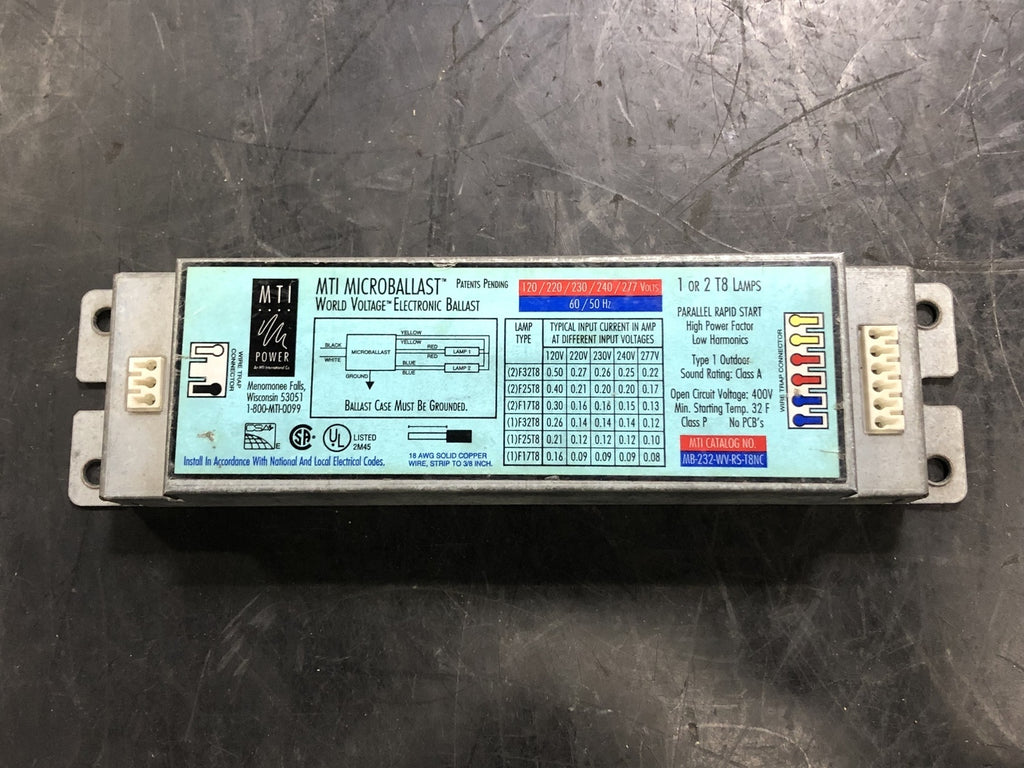 MTI
POWER
An MTI International Co.
Menomonee Falls,
Wisconsin 53051
1-800-MTI-0099
WIRE TRAP
CONNECTOR
MTI MICROBALLAST™ PATENTS PENDING
WORLD VOLTAGE™ ELECTRONIC BALLAST
BLACK
WHITE
MICROBALLAST
GROUND
YELLOW
YELLOW
RED
RED
BLUE
BLUE
LAMP 1
LAMP 2
BALLAST CASE MUST BE GROUNDED.
CSA
SA
UL
LISTED
2M45
18 AWG SOLID COPPER
WIRE, STRIP TO 3/8 INCH.
Install In Accordance With National And Local Electrical Codes.
120 / 220 / 230 / 240 / 277 VOLTS
60 / 50 Hz
LAMP TYPE TYPICAL INPUT CURRENT IN AMP
AT DIFFERENT INPUT VOLTAGES
120V 220V 230V 240V 277V
(2)F32T8 0.50 0.27 0.26 0.25 0.22
(2)F25T8 0.40 0.21 0.20 0.20 0.17
(2)F17T8 0.30 0.16 0.16 0.15 0.13
(1)F32T8 0.26 0.14 0.14 0.14 0.12
(1)F25T8 0.21 0.12 0.12 0.12 0.10
(1)F17T8 0.16 0.09 0.09 0.09 0.08
1 OR 2 T8 LAMPS
PARALLEL RAPID START
High Power Factor
Low Harmonics
Type 1 Outdoor
Sound Rating: Class A
Open Circuit Voltage: 400V
Min. Starting Temp. 32 F
Class P No PCB's
MTI CATALOG NO.
MB-232-WV-RS-T8NC
WIRE TRAP CONNECTOR